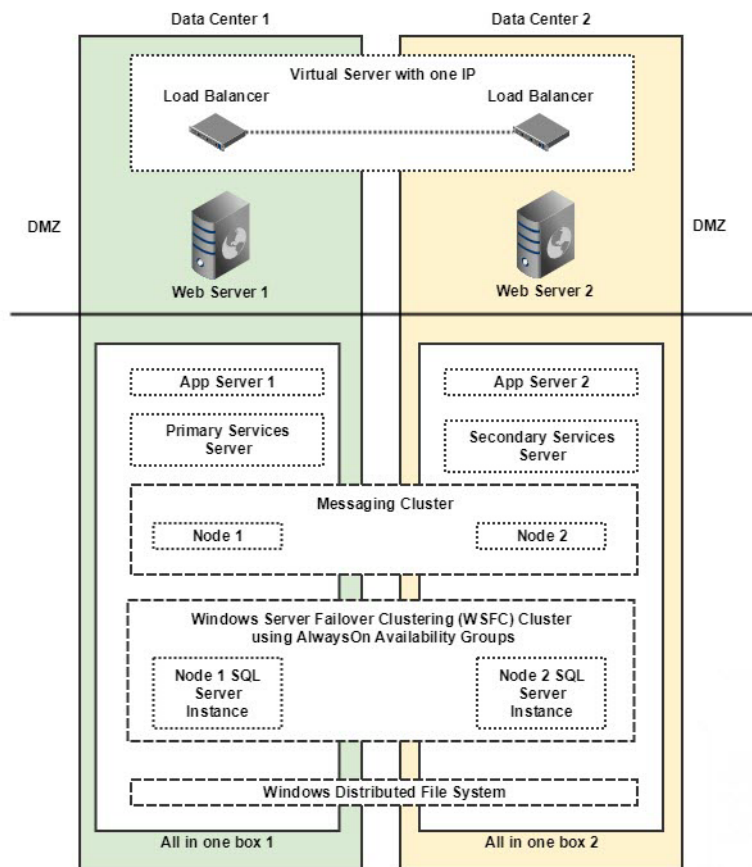 Data Center 1
Data Center 2
Virtual Server with one IP
Load Balancer
Load Balancer
DMZ
DMZ
Web Server 1
Web Server 2
App Server 1
App Server 2
Primary Services
Server
Secondary Services
Server
Messaging Cluster
Node 1
Node 2
Windows Server Failover Clustering (WSFC) Cluster
using AlwaysOn Availability Groups
Node 1 SQL
Server
Instance
Node 2 SQL
Server
Instance
Windows Distributed File System
All in one box 1
All in one box 2